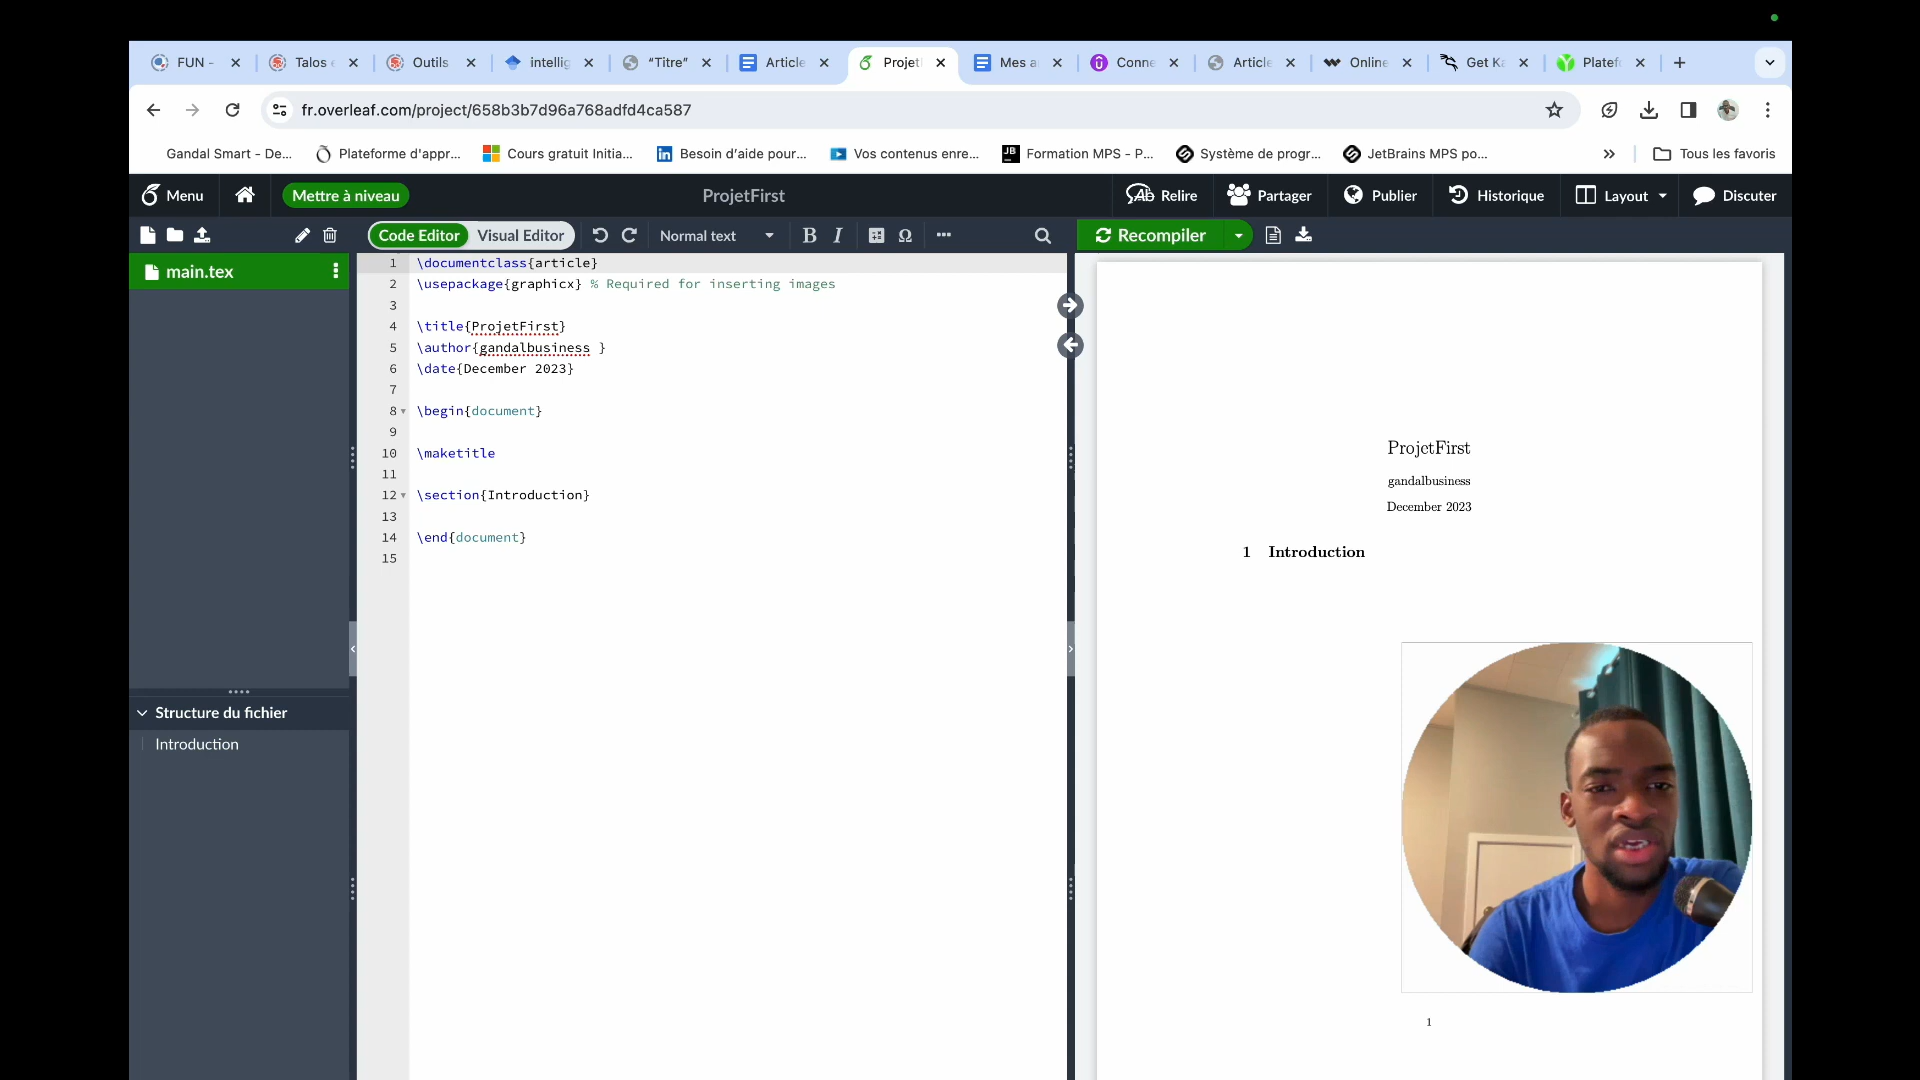 FUN -
Talos
Outils
intellig
“Titre”
Article
Projet
Mes a
Conne
Article
Online
Get Ka
Platef
fr.overleaf.com/project/658b3b7d96a768adfd4ca587
Gandal Smart - De...
Plateforme d'appr...
Cours gratuit Initia...
Besoin d'aide pour...
Vos contenus enre...
Formation MPS - P...
Système de progr...
JetBrains MPS po...
Tous les favoris
Menu
Mettre à niveau
ProjetFirst
Relire
Partager
Publier
Historique
Layout
Discuter
Code Editor
Visual Editor
Normal text
B I
Ω
Recompiler
main.tex
1 \documentclass{article}
2 \usepackage{graphicx} % Required for inserting images
3
4 \title{ProjetFirst}
5 \author{gandalbusiness }
6 \date{December 2023}
7
8 \begin{document}
9
10 \maketitle
11
12 \section{Introduction}
13
14 \end{document}
15
Structure du fichier
Introduction
ProjetFirst
gandalbusiness
December 2023
1 Introduction
1